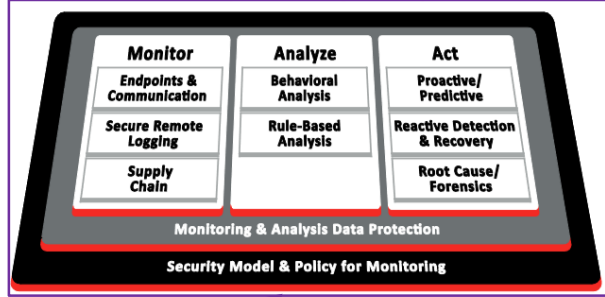 Monitor
Endpoints &
Communication
Secure Remote
Logging
Supply
Chain
Analyze
Behavioral
Analysis
Rule-Based
Analysis
Act
Proactive/
Predictive
Reactive Detection
& Recovery
Root Cause/
Forensics
Monitoring & Analysis Data Protection
Security Model & Policy for Monitoring